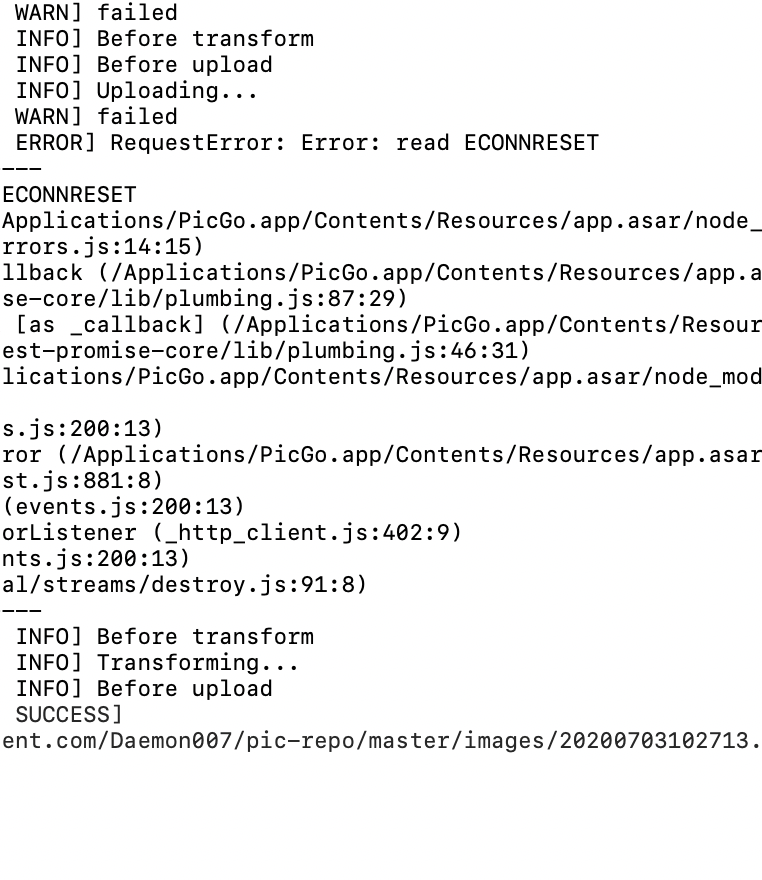 WARN] failed
INFO] Before transform
INFO] Before upload
INFO] Uploading...
WARN] failed
ERROR] RequestError: Error: read ECONNRESET
---
ECONNRESET
Applications/PicGo.app/Contents/Resources/app.asar/node_
rrors.js:14:15)
llback (/Applications/PicGo.app/Contents/Resources/app.a
se-core/lib/plumbing.js:87:29)
[as _callback] (/Applications/PicGo.app/Contents/Resour
est-promise-core/lib/plumbing.js:46:31)
lications/PicGo.app/Contents/Resources/app.asar/node_mod
s.js:200:13)
ror (/Applications/PicGo.app/Contents/Resources/app.asar
st.js:881:8)
(events.js:200:13)
orListener (_http_client.js:402:9)
nts.js:200:13)
al/streams/destroy.js:91:8)
---
INFO] Before transform
INFO] Transforming...
INFO] Before upload
SUCCESS]
ent.com/Daemon007/pic-repo/master/images/20200703102713.